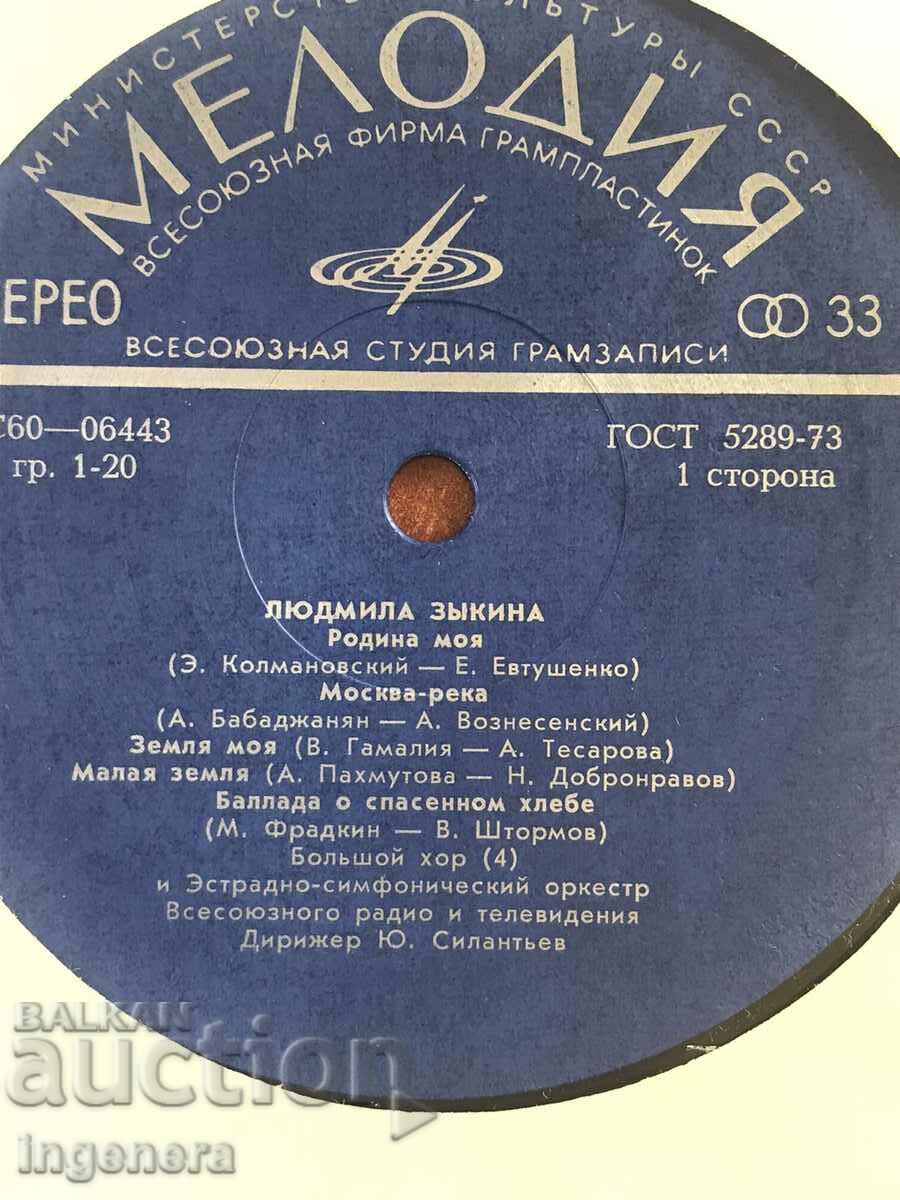 МИНИСТЕРСТВО КУЛЬТУРЫ СССР
МЕЛОДИЯ
ВСЕСОЮЗНАЯ ФИРМА ГРАМПЛАСТИНОК
ЕРЕО
33
ВСЕСОЮЗНАЯ СТУДИЯ ГРАМЗАПИСИ
С60—06443
ГОСТ 5289-73
гр. 1-20
1 сторона
ЛЮДМИЛА ЗЫКИНА
Родина моя
(Э. Колмановский — Е. Евтушенко)
Москва-река
(А. Бабаджанян — А. Вознесенский)
Земля моя (В. Гамалия — А. Тесарова)
Малая земля (А. Пахмутова — Н. Добронравов)
Баллада о спасенном хлебе
(М. Фрадкин — В. Штормов)
Большой хор (4)
и Эстрадно-симфонический оркестр
Всесоюзного радио и телевидения
Дирижер Ю. Силантьев
BALKAN
auction
ingenera